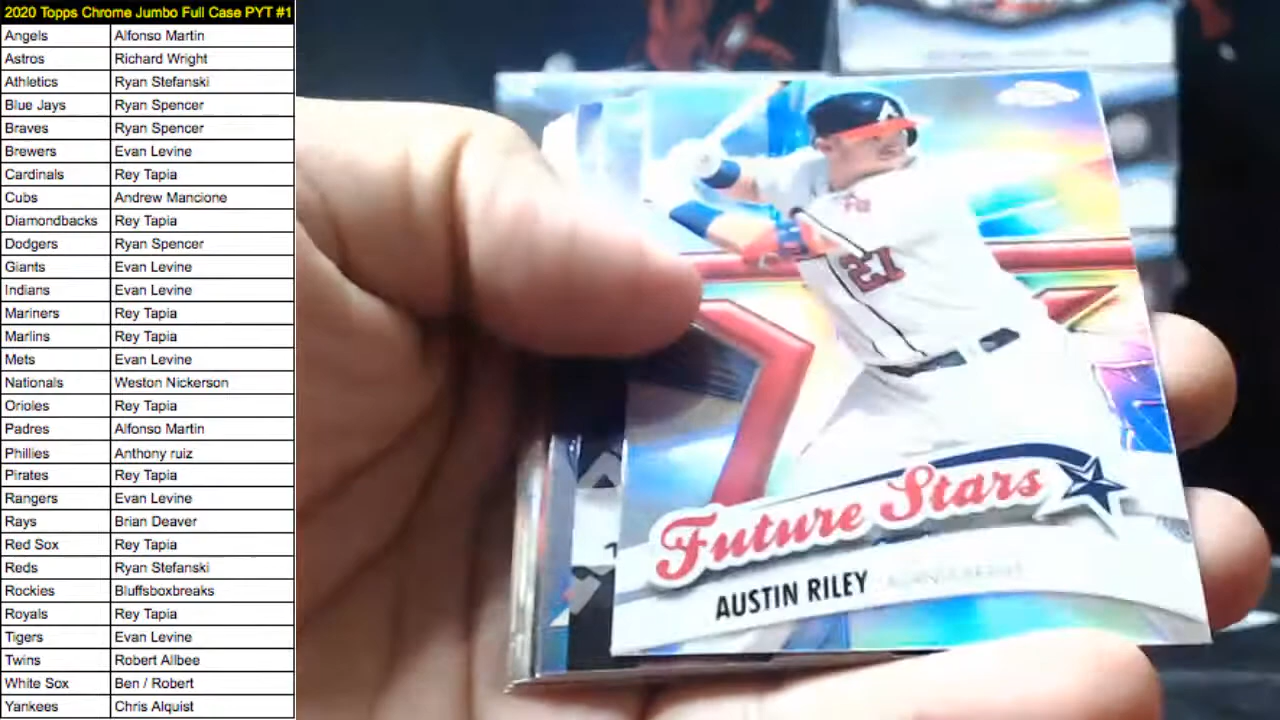 2020 Topps Chrome Jumbo Full Case PYT #1
Angels Alfonso Martin
Astros Richard Wright
Athletics Ryan Stefanski
Blue Jays Ryan Spencer
Braves Ryan Spencer
Brewers Evan Levine
Cardinals Rey Tapia
Cubs Andrew Mancione
Diamondbacks Rey Tapia
Dodgers Ryan Spencer
Giants Evan Levine
Indians Evan Levine
Mariners Rey Tapia
Marlins Rey Tapia
Mets Evan Levine
Nationals Weston Nickerson
Orioles Rey Tapia
Padres Alfonso Martin
Phillies Anthony ruiz
Pirates Rey Tapia
Rangers Evan Levine
Rays Brian Deaver
Red Sox Rey Tapia
Reds Ryan Stefanski
Rockies Bluffsboxbreaks
Royals Rey Tapia
Tigers Evan Levine
Twins Robert Allbee
White Sox Ben / Robert
Yankees Chris Alquist
A
27
Future Stars
AUSTIN RILEY